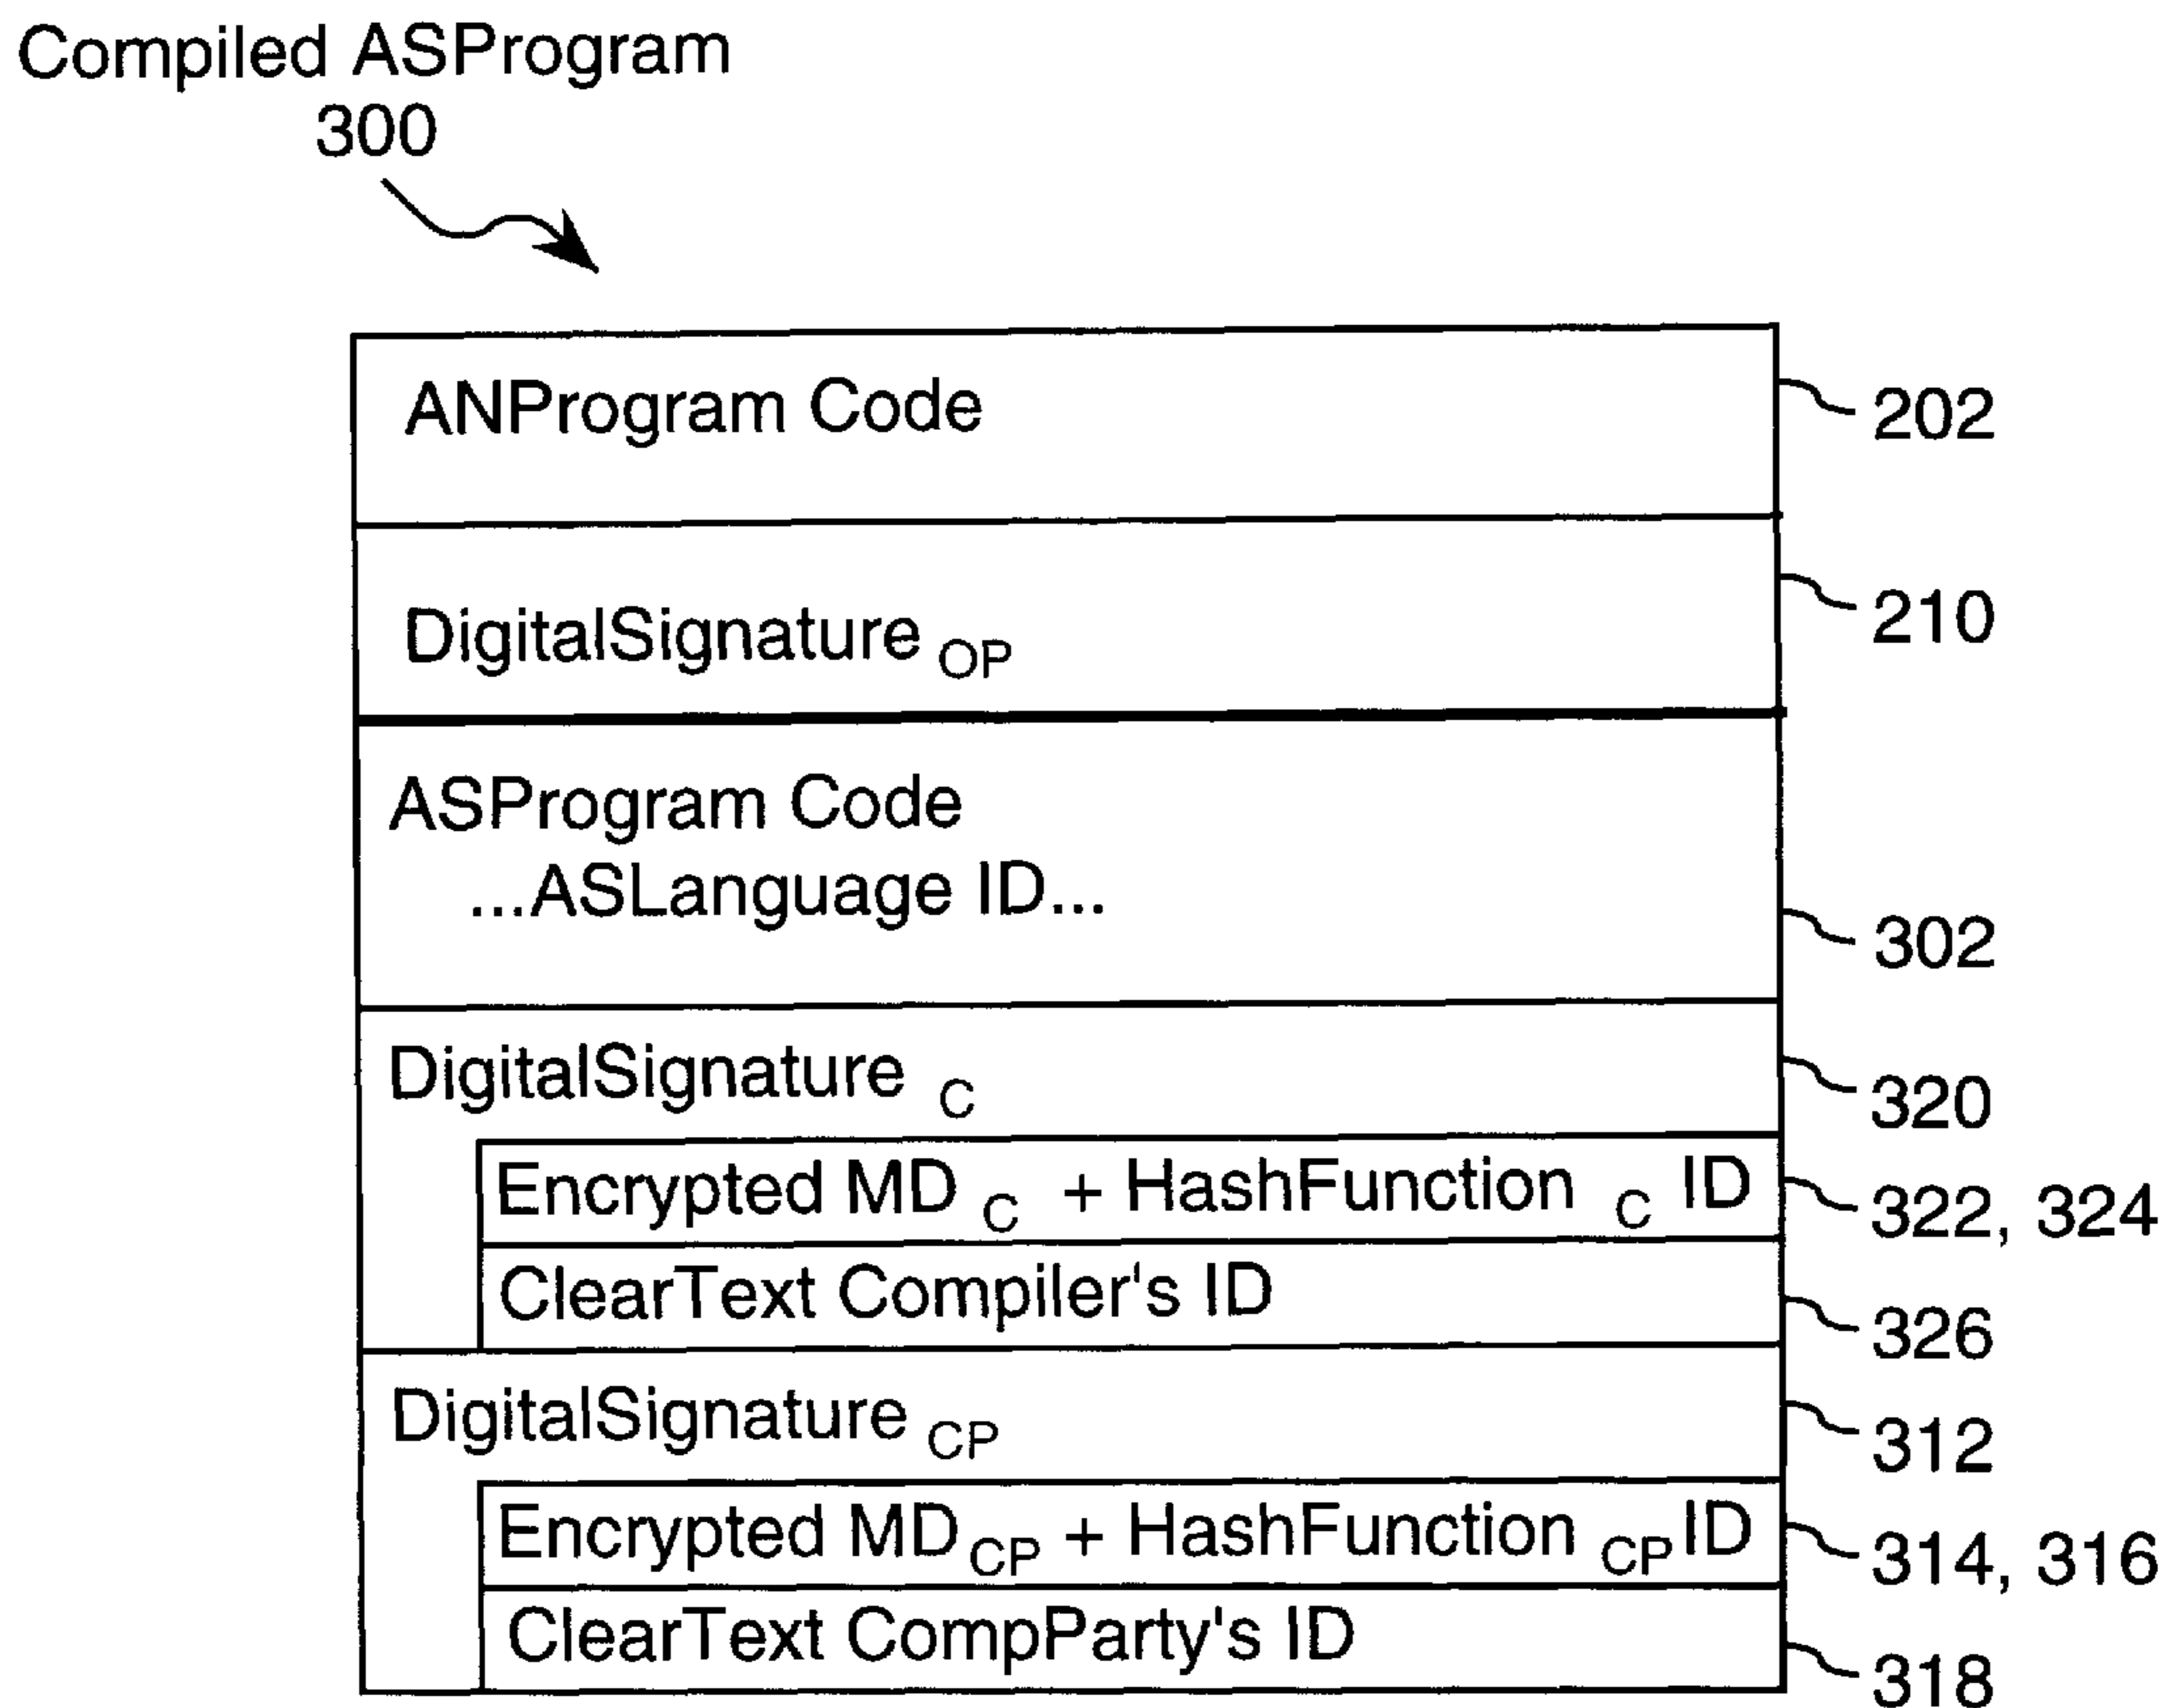 Compiled ASProgram
300
ANProgram Code
202
DigitalSignature OP
210
ASProgram Code
...ASLanguage ID...
302
DigitalSignature C
320
Encrypted MD C + HashFunction C ID
322, 324
ClearText Compiler's ID
326
DigitalSignature CP
312
Encrypted MD CP + HashFunction CP ID
314, 316
ClearText CompParty's ID
318